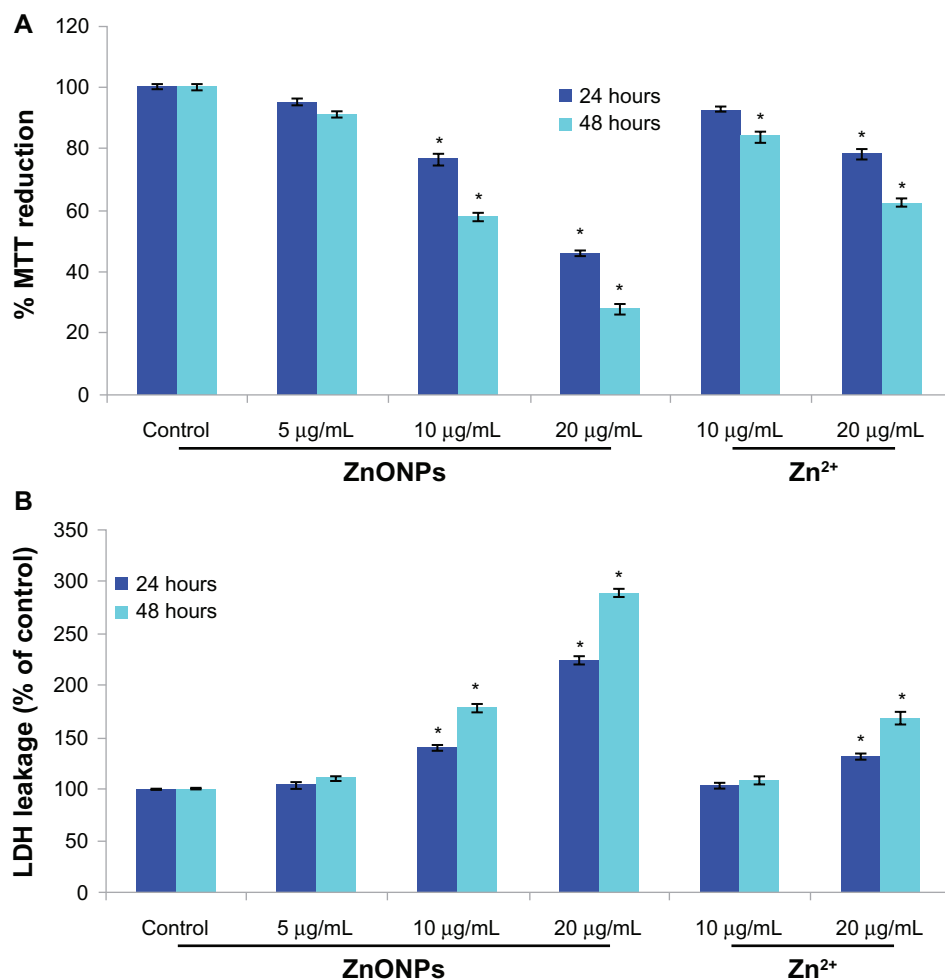 A
120
100
80
60
40
20
0
% MTT reduction
24 hours
48 hours
* * * * * * *
Control 5 µg/mL 10 µg/mL 20 µg/mL 10 µg/mL 20 µg/mL
ZnONPs Zn²⁺
B
350
300
250
200
150
100
50
0
LDH leakage (% of control)
24 hours
48 hours
* * * * * *
Control 5 µg/mL 10 µg/mL 20 µg/mL 10 µg/mL 20 µg/mL
ZnONPs Zn²⁺